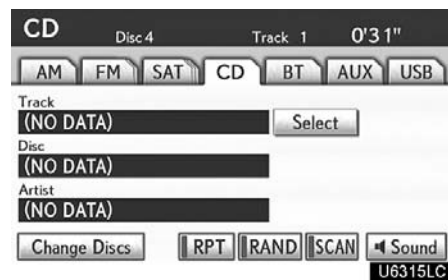 CD Disc 4 Track 1 0'31"
AM FM SAT CD BT AUX USB
Track
(NO DATA) Select
Disc
(NO DATA)
Artist
(NO DATA)
Change Discs RPT RAND SCAN Sound
U6315LC